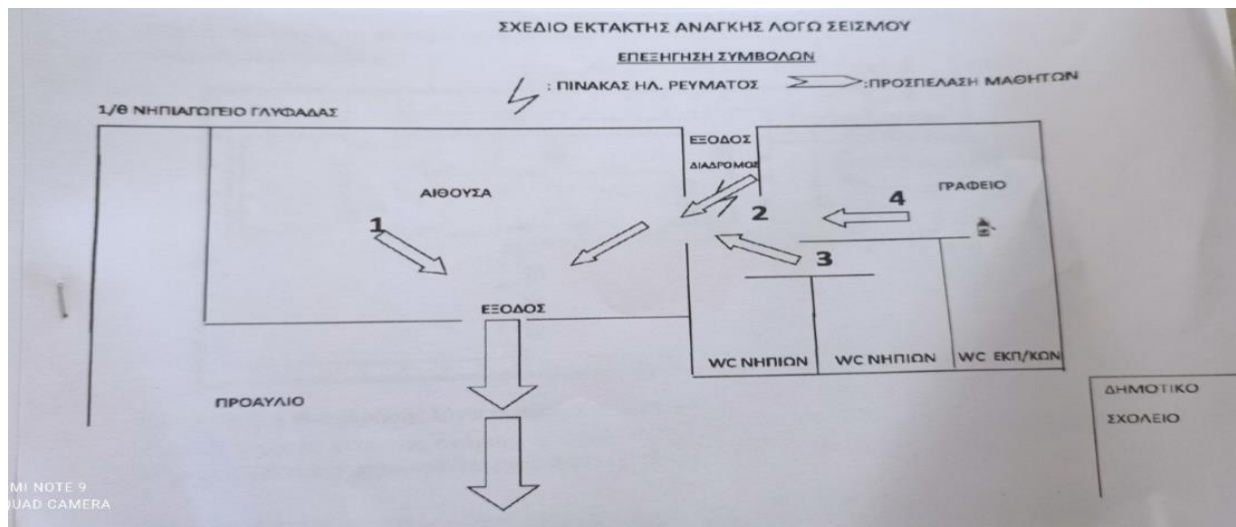 ΣΧΕΔΙΟ ΕΚΤΑΚΤΗΣ ΑΝΑΓΚΗΣ ΛΟΓΩ ΣΕΙΣΜΟΥ
ΕΠΕΞΗΓΗΣΗ ΣΥΜΒΟΛΩΝ
: ΠΙΝΑΚΑΣ ΗΛ. ΡΕΥΜΑΤΟΣ :ΠΡΟΣΠΕΛΑΣΗ ΜΑΘΗΤΩΝ
1/Θ ΝΗΠΙΑΓΩΓΕΙΟ ΓΛΥΦΑΔΑΣ
ΕΞΟΔΟΣ
ΔΙΑΔΡΟΜΟΣ
ΑΙΘΟΥΣΑ
ΓΡΑΦΕΙΟ
1
2
4
3
ΕΞΟΔΟΣ
WC ΝΗΠΙΩΝ WC ΝΗΠΙΩΝ WC ΕΚΠ/ΚΩΝ
ΠΡΟΑΥΛΙΟ
ΔΗΜΟΤΙΚΟ
ΣΧΟΛΕΙΟ
MI NOTE 9
QUAD CAMERA